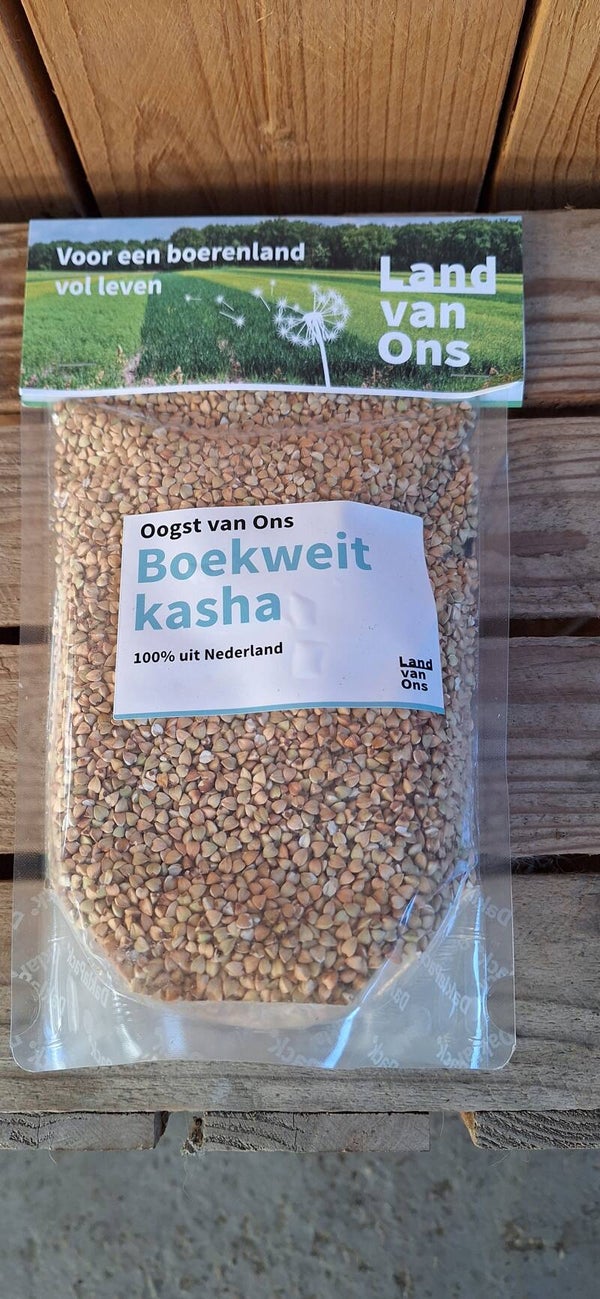 Voor een boerenland
vol leven
Land
van
Ons
Oogst van Ons
Boekweit
kasha
100% uit Nederland
Land
van
Ons
DaklaPack